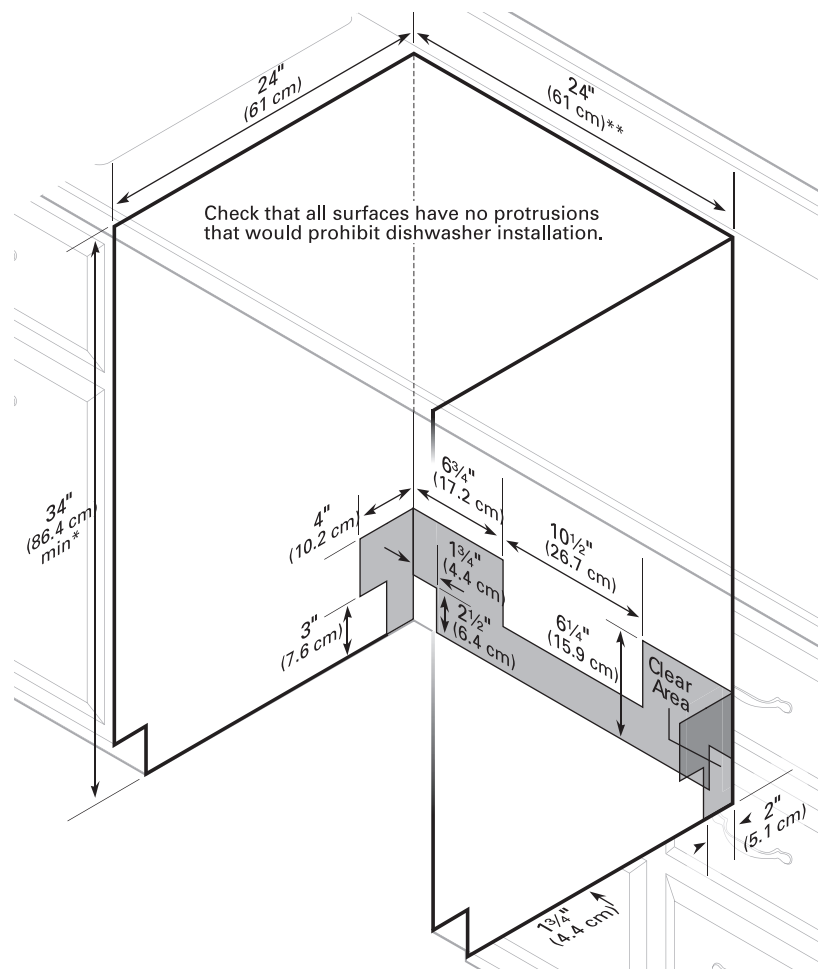 24"
(61 cm)
24"
(61 cm)**
Check that all surfaces have no protrusions
that would prohibit dishwasher installation.
34"
(86.4 cm)
min*
4"
(10.2 cm)
6¾"
(17.2 cm)
10½"
(26.7 cm)
1¾"
(4.4 cm)
3"
(7.6 cm)
2½"
(6.4 cm)
6¼"
(15.9 cm)
Clear
Area
2"
(5.1 cm)
1¾"
(4.4 cm)